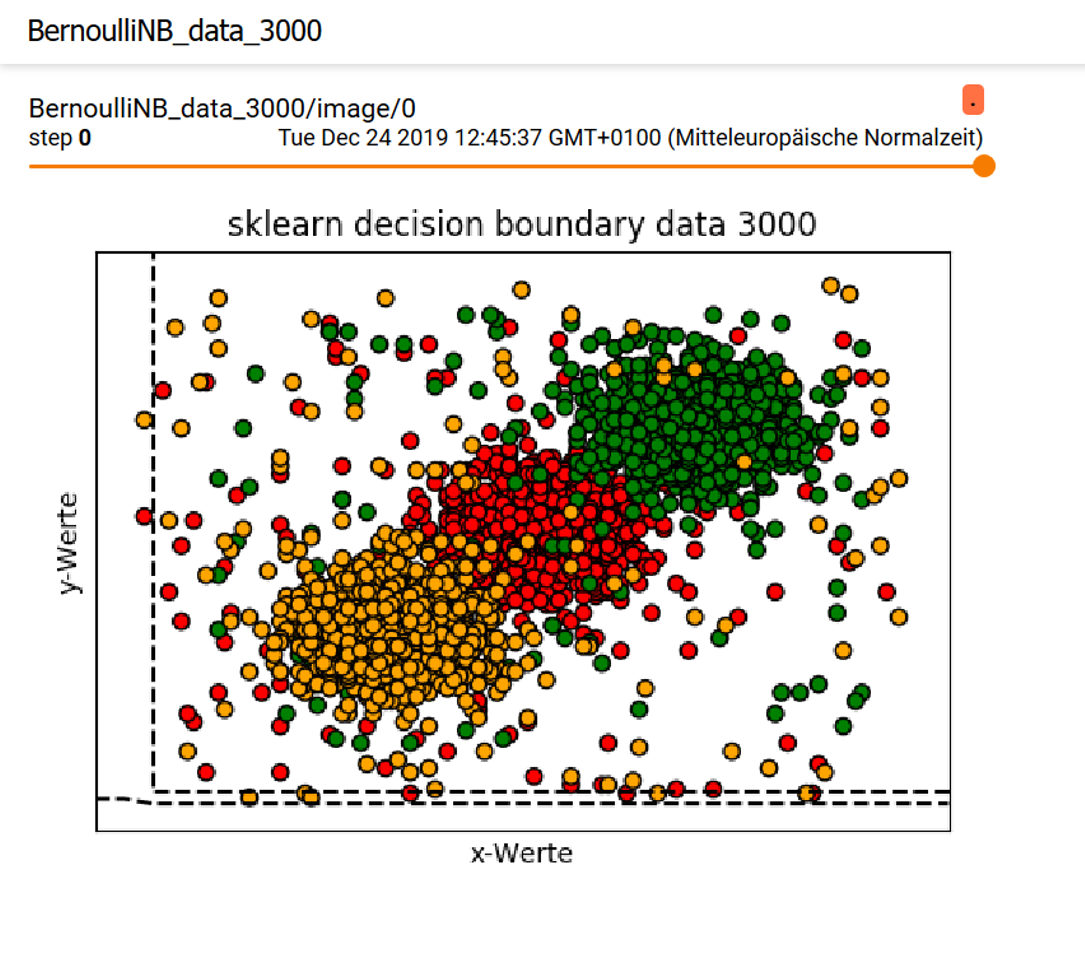 BernoulliNB_data_3000
BernoulliNB_data_3000/image/0
.
step 0 Tue Dec 24 2019 12:45:37 GMT+0100 (Mitteleuropäische Normalzeit)
sklearn decision boundary data 3000
y-Werte
x-Werte